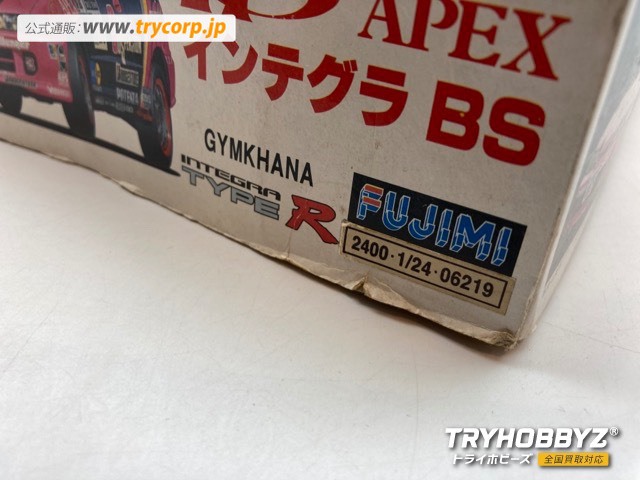 公式通販：www.trycorp.jp
APEX
インテグラ BS
POTENZA
GYMKHANA
INTEGRA
TYPE R
FUJIMI
2400・1/24・06219
TRYHOBBYZ®
トライホビーズ 全国買取対応